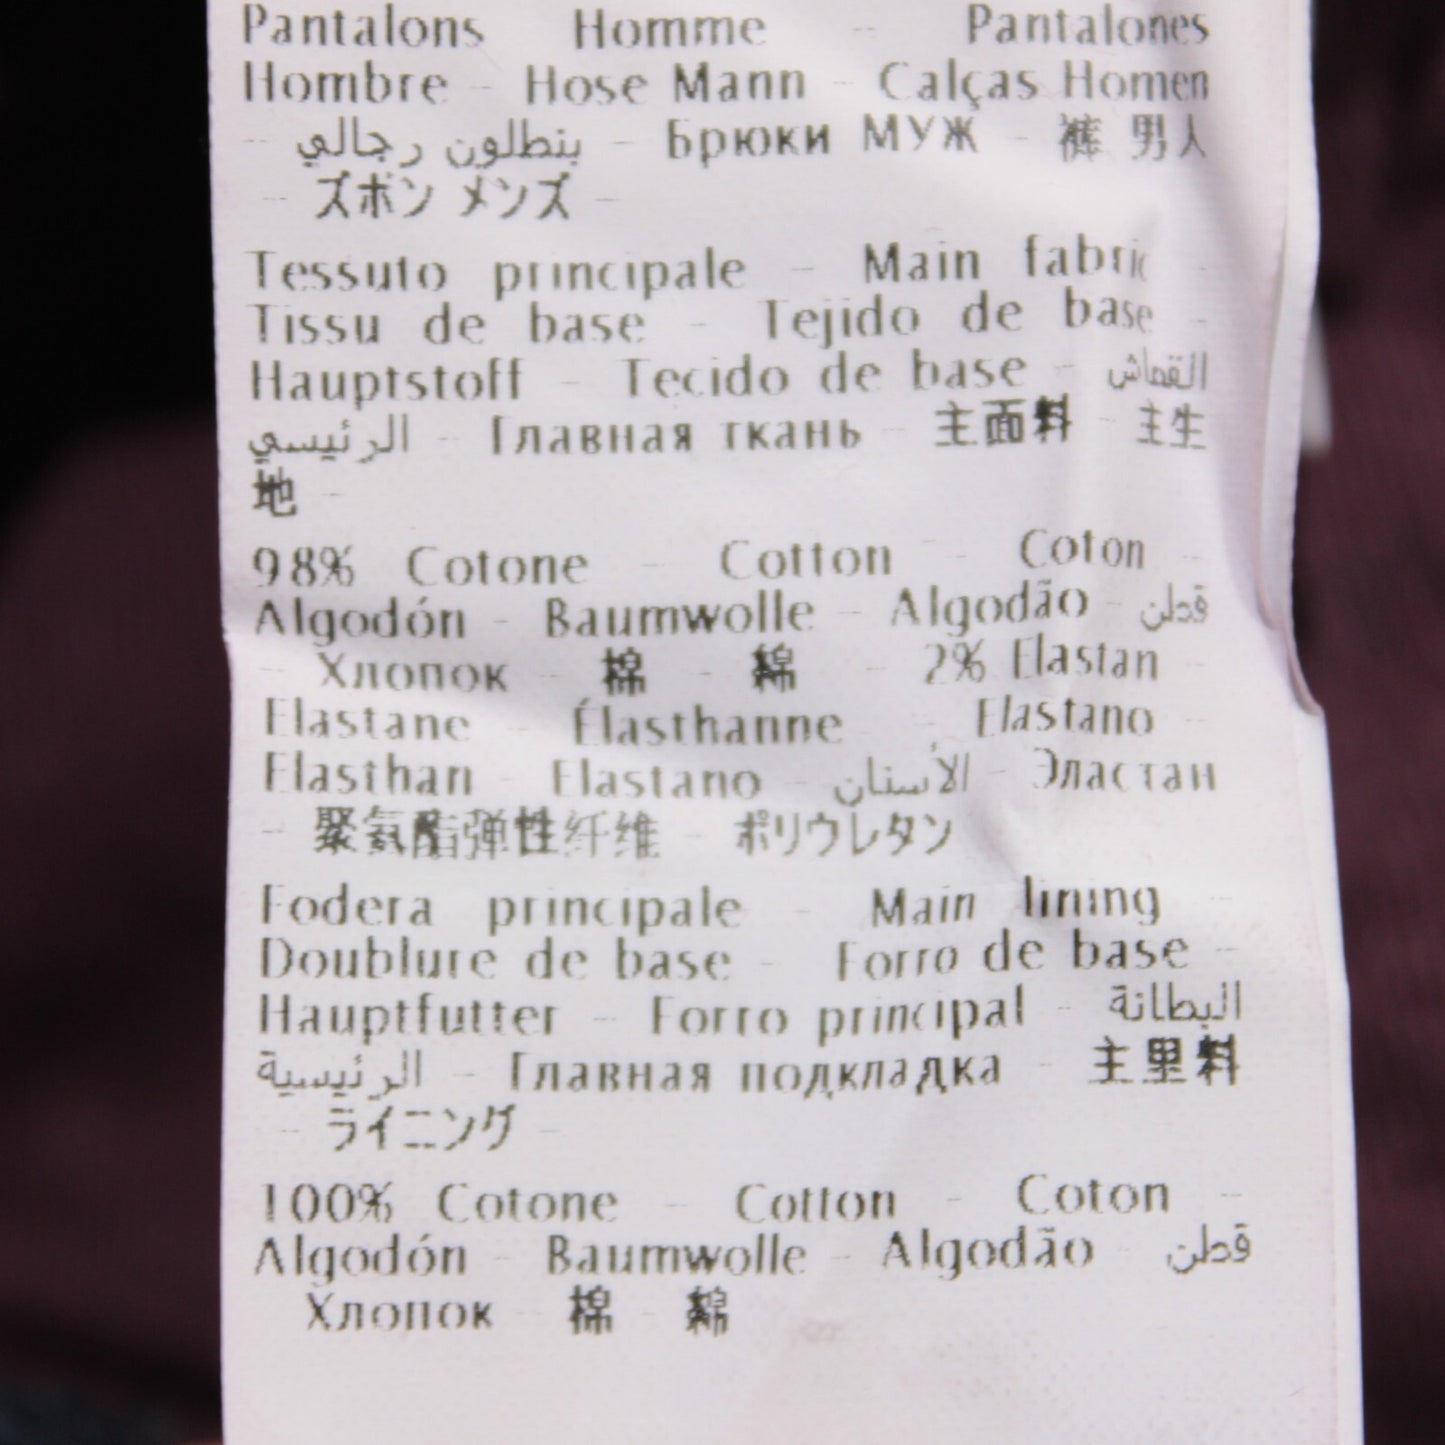 Pantalons Homme - Pantalones
Hombre - Hose Mann - Calças Homen
- بنطلون رجالي - Брюки МУЖ - 裤 男人
- ズボン メンズ -
Tessuto principale - Main fabric -
Tissu de base - Tejido de base -
Hauptstoff - Tecido de base - القماش
الرئيسي - Главная ткань - 主面料 - 主生
地 -
98% Cotone - Cotton - Coton -
Algodón - Baumwolle - Algodão - قطن
- Хлопок - 棉 - 綿 - 2% Elastan -
Elastane - Élasthanne - Elastano -
Elasthan - Elastano - الأستان - Эластан
- 聚氨酯弹性纤维 - ポリウレタン
Fodera principale - Main lining -
Doublure de base - Forro de base -
Hauptfutter - Forro principal - البطانة
الرئيسية - Главная подкладка - 主里料
- ライニング -
100% Cotone - Cotton - Coton -
Algodón - Baumwolle - Algodão - قطن
Хлопок - 棉 - 綿